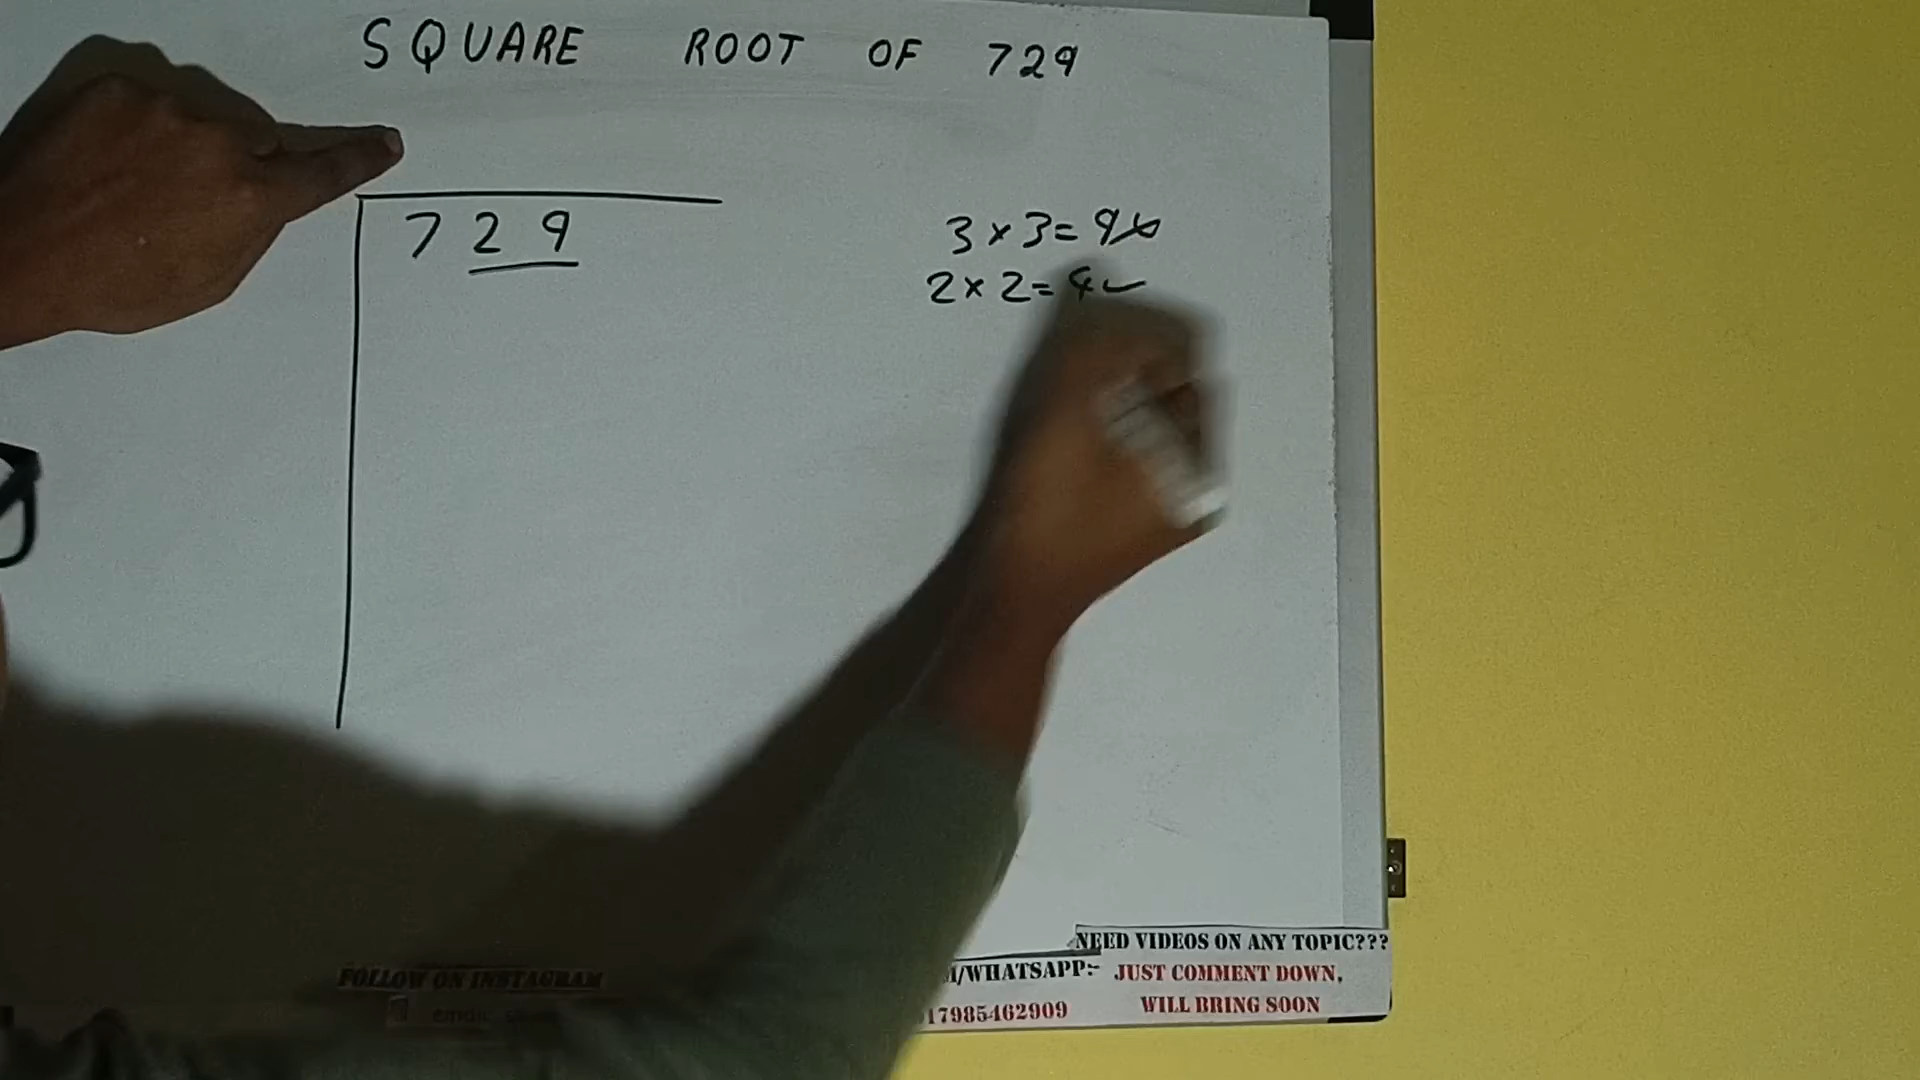 SQUARE ROOT OF 729
729
3×3=9
2×2=4
NEED VIDEOS ON ANY TOPIC???
/WHATSAPP:- JUST COMMENT DOWN,
FOLLOW ON INSTAGRAM
WILL BRING SOON
17985462909